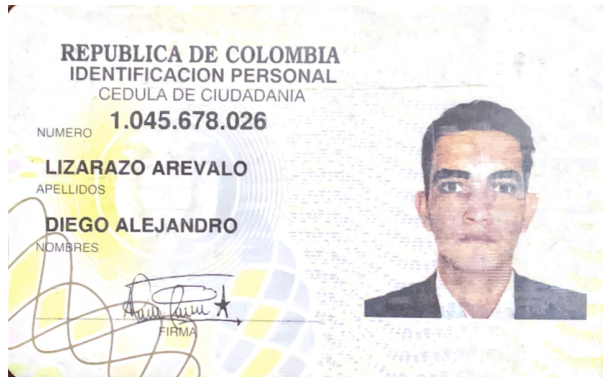 REPUBLICA DE COLOMBIA
IDENTIFICACION PERSONAL
CEDULA DE CIUDADANIA
NUMERO 1.045.678.026
LIZARAZO AREVALO
APELLIDOS
DIEGO ALEJANDRO
NOMBRES
FIRMA